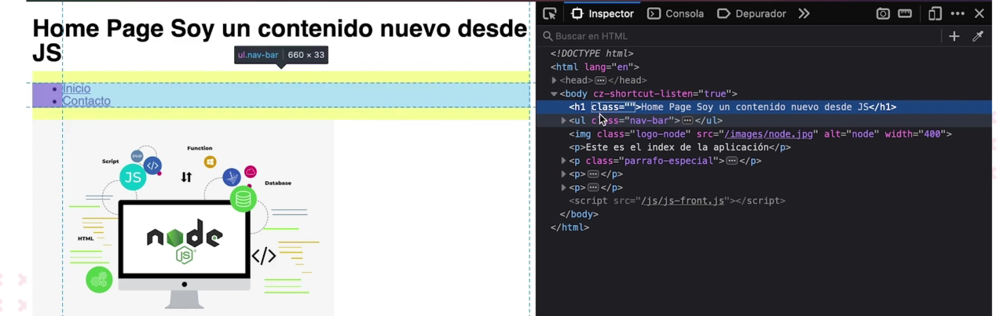 Home Page Soy un contenido nuevo desde
JS
ul.nav-bar | 660 × 33
Inicio
Contacto
Function
PHP
Script
</>
JS
Database
HTML
node
JS
</>
Inspector Consola Depurador
Buscar en HTML
<!DOCTYPE html>
<html lang="en">
<head>⋯</head>
<body cz-shortcut-listen="true">
<h1 class="">Home Page Soy un contenido nuevo desde JS</h1>
<ul class="nav-bar">⋯</ul>
<img class="logo-node" src="/images/node.jpg" alt="node" width="400">
<p>Este es el index de la aplicación</p>
<p class="parrafo-especial">⋯</p>
<p>⋯</p>
<p>⋯</p>
<script src="/js/js-front.js"></script>
</body>
</html>